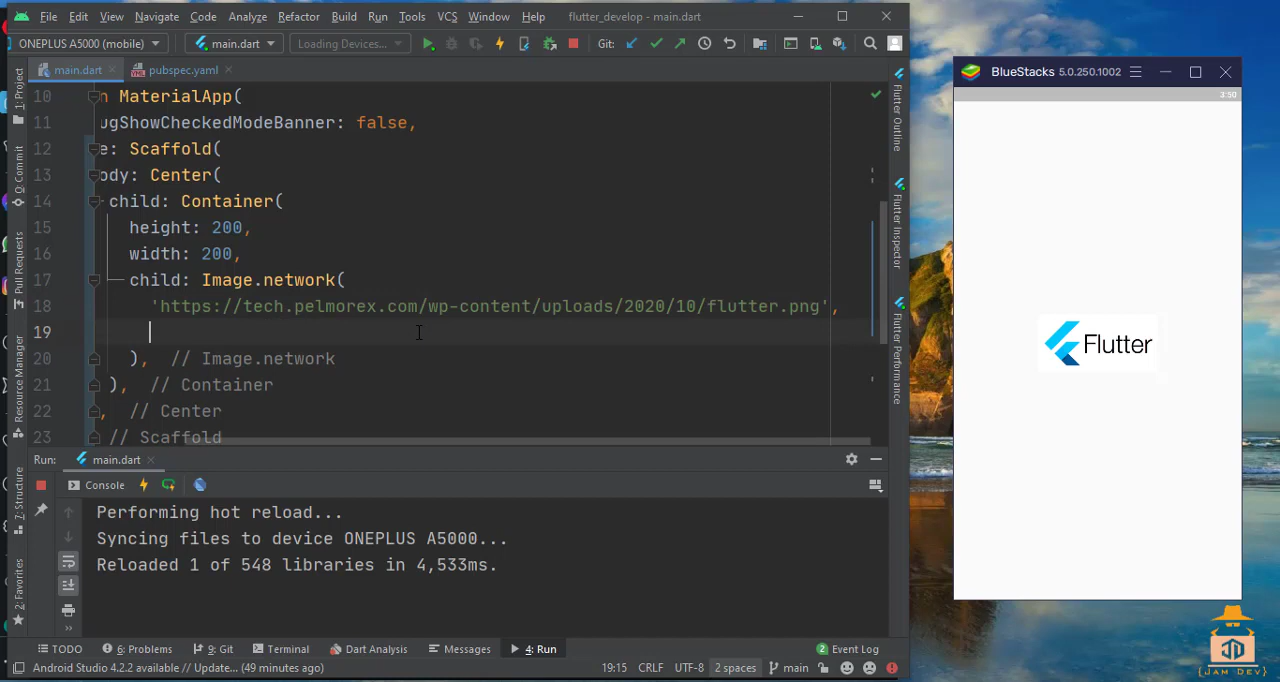 File Edit View Navigate Code Analyze Refactor Build Run Tools VCS Window Help flutter_develop - main.dart
ONEPLUS A5000 (mobile) main.dart Loading Devices... Git:
main.dart pubspec.yaml
10 n MaterialApp(
11 ugShowCheckedModeBanner: false,
12 e: Scaffold(
13 ody: Center(
14 child: Container(
15 height: 200,
16 width: 200,
17 child: Image.network(
18 'https://tech.pelmorex.com/wp-content/uploads/2020/10/flutter.png',
19
20 ), // Image.network
21 ), // Container
22 , // Center
23 // Scaffold
1: Project
0: Commit
Pull Requests
Resource Manager
7: Structure
2: Favorites
Flutter Outline
Flutter Inspector
Flutter Performance
Run: main.dart
Console
Performing hot reload...
Syncing files to device ONEPLUS A5000...
Reloaded 1 of 548 libraries in 4,533ms.
TODO 6: Problems 9: Git Terminal Dart Analysis Messages 4: Run 2 Event Log
Android Studio 4.2.2 available // Update... (49 minutes ago) 19:15 CRLF UTF-8 2 spaces main
BlueStacks 5.0.250.1002
3:50
Flutter
JD
{JAM DEV}